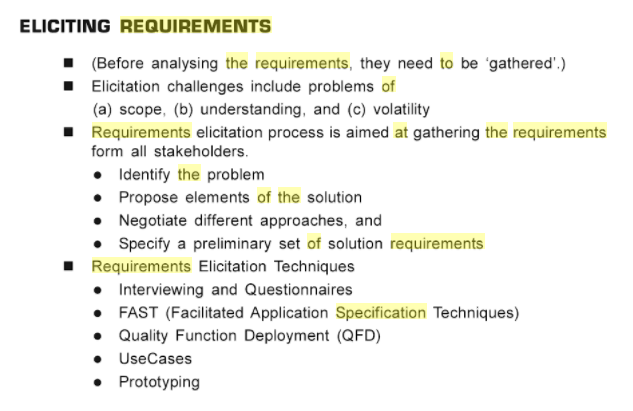 ELICITING REQUIREMENTS
■ (Before analysing the requirements, they need to be ‘gathered’.)
■ Elicitation challenges include problems of
(a) scope, (b) understanding, and (c) volatility
■ Requirements elicitation process is aimed at gathering the requirements
form all stakeholders.
● Identify the problem
● Propose elements of the solution
● Negotiate different approaches, and
● Specify a preliminary set of solution requirements
■ Requirements Elicitation Techniques
● Interviewing and Questionnaires
● FAST (Facilitated Application Specification Techniques)
● Quality Function Deployment (QFD)
● UseCases
● Prototyping